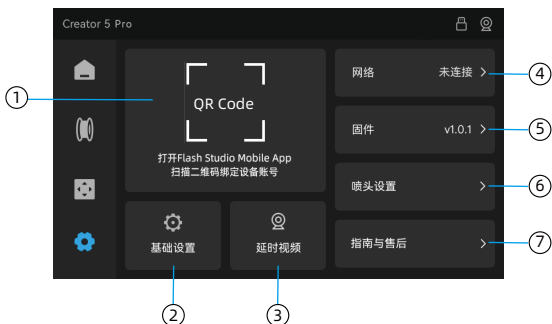 Creator 5 Pro
①
QR Code
打开Flash Studio Mobile App
扫描二维码绑定设备账号
网络 未连接 > ④
固件 v1.0.1 > ⑤
喷头设置 > ⑥
指南与售后 > ⑦
基础设置
延时视频
②
③